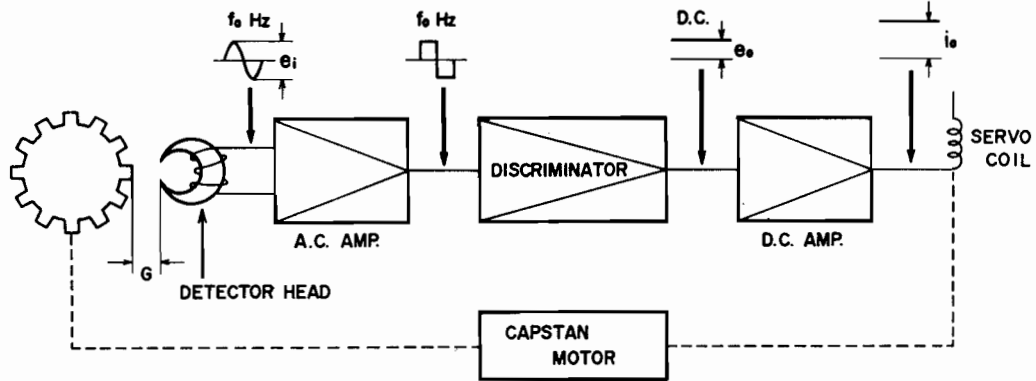 fo Hz
ei
fo Hz
D.C.
eo
io
SERVO
COIL
DISCRIMINATOR
A.C. AMP.
D.C. AMP.
G
DETECTOR HEAD
CAPSTAN
MOTOR